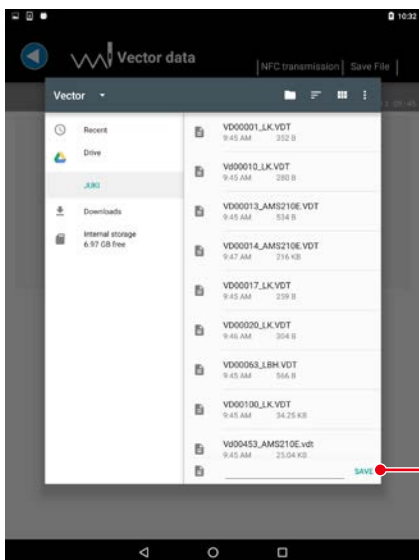 10:32
Vector data
NFC transmission
Save File
Vector
Recent
Drive
JUKI
Downloads
Internal storage
6.97 GB free
VD00001_LK.VDT
9:45 AM 352 B
Vd00010_LK.VDT
9:45 AM 280 B
VD00013_AMS210E.VDT
9:45 AM 534 B
VD00014_AMS210E.VDT
9:47 AM 216 KB
VD00017_LK.VDT
9:45 AM 259 B
VD00020_LK.VDT
9:46 AM 304 B
VD00063_LBH.VDT
9:45 AM 566 B
VD00100_LK.VDT
9:45 AM 34.25 KB
Vd00453_AMS210E.vdt
9:45 AM 25.04 KB
SAVE